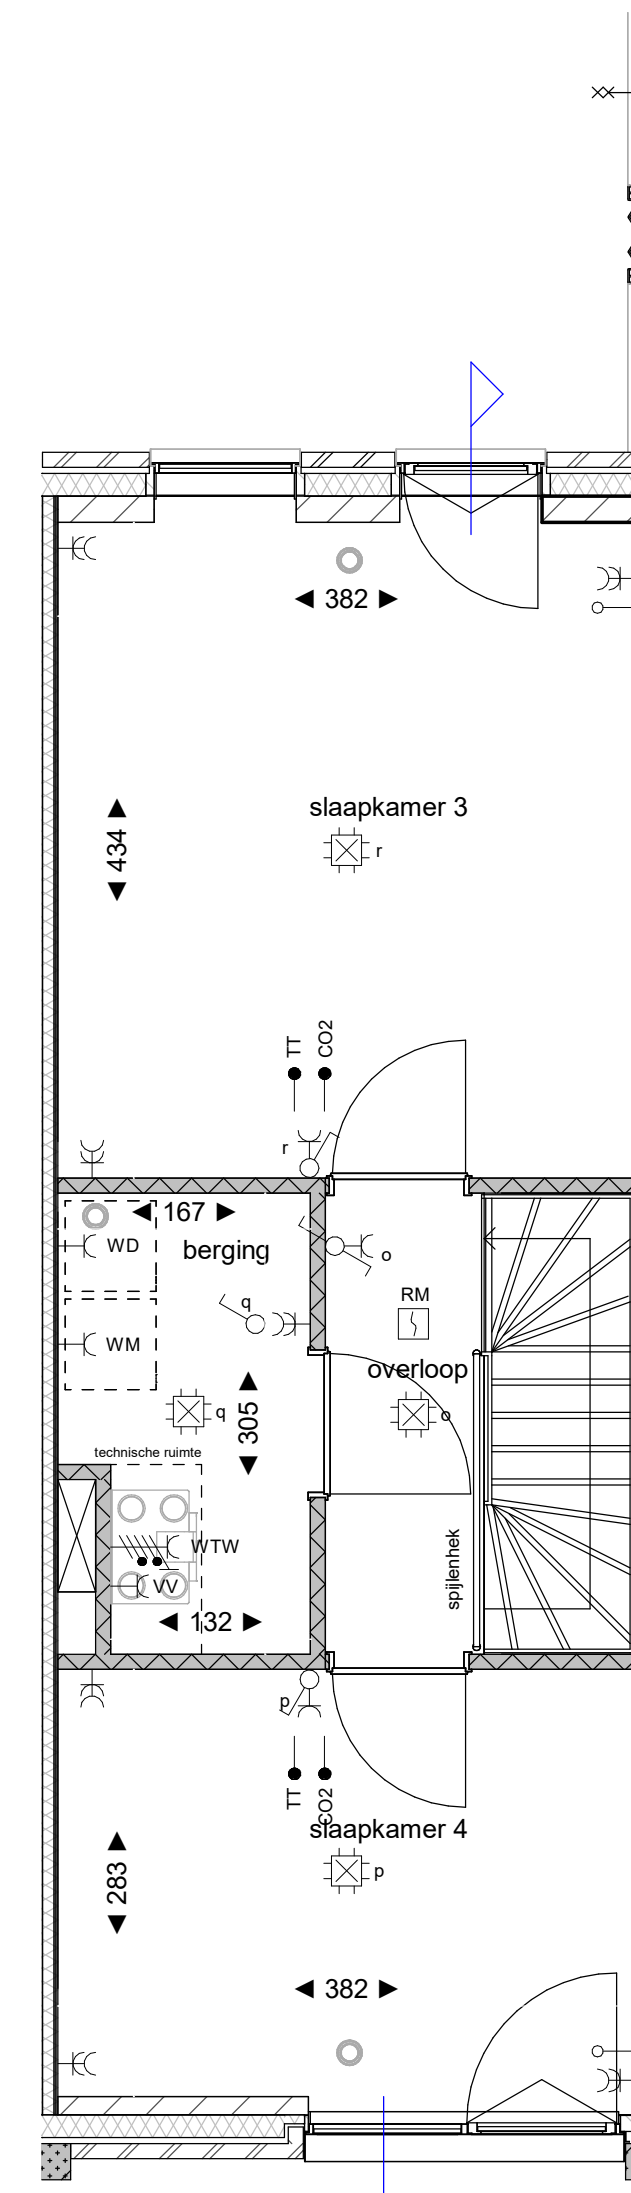 ◄ 382 ►
slaapkamer 3
r
◄ 434 ►
TT
CO2
r
◄ 167 ►
WD
berging
o
q
RM
WM
overloop
q
◄ 305 ►
o
technische ruimte
WTW
VV
spijlenhek
◄ 132 ►
p
TT
CO2
slaapkamer 4
p
◄ 283 ►
◄ 382 ►